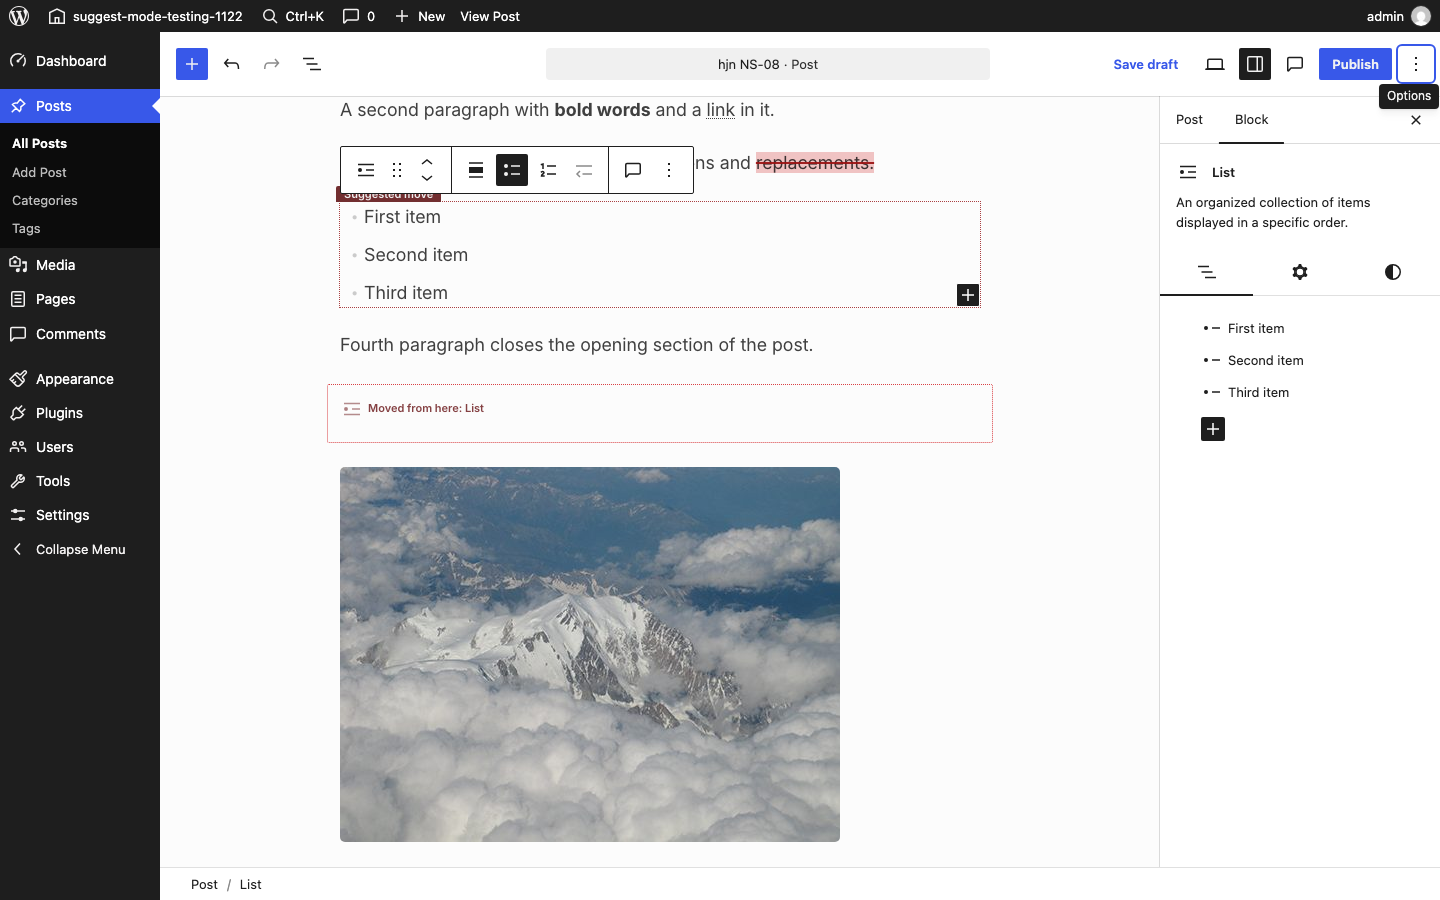 suggest-mode-testing-1122 Ctrl+K 0 New View Post admin
Dashboard
Posts
All Posts
Add Post
Categories
Tags
Media
Pages
Comments
Appearance
Plugins
Users
Tools
Settings
Collapse Menu
hjn NS-08 · Post
Save draft
Publish
Options
A second paragraph with bold words and a link in it.
ns and replacements.
Suggested move
First item
Second item
Third item
Fourth paragraph closes the opening section of the post.
Moved from here: List
Post Block
List
An organized collection of items
displayed in a specific order.
First item
Second item
Third item
Post / List